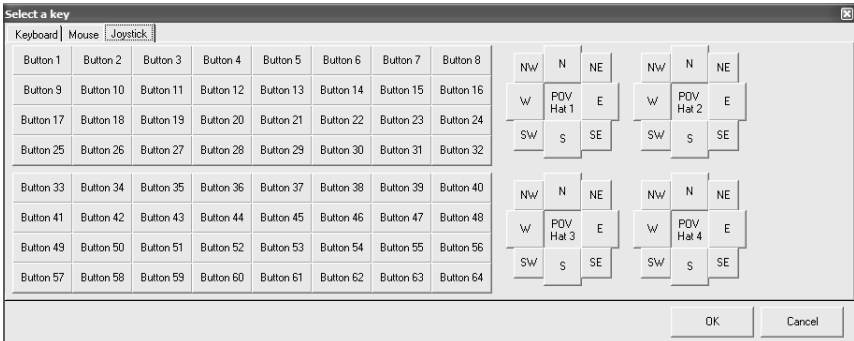 Select a key
Keyboard Mouse Joystick
Button 1 Button 2 Button 3 Button 4 Button 5 Button 6 Button 7 Button 8
Button 9 Button 10 Button 11 Button 12 Button 13 Button 14 Button 15 Button 16
Button 17 Button 18 Button 19 Button 20 Button 21 Button 22 Button 23 Button 24
Button 25 Button 26 Button 27 Button 28 Button 29 Button 30 Button 31 Button 32
NW N NE
W POV Hat 1 E
SW S SE
NW N NE
W POV Hat 2 E
SW S SE
Button 33 Button 34 Button 35 Button 36 Button 37 Button 38 Button 39 Button 40
Button 41 Button 42 Button 43 Button 44 Button 45 Button 46 Button 47 Button 48
Button 49 Button 50 Button 51 Button 52 Button 53 Button 54 Button 55 Button 56
Button 57 Button 58 Button 59 Button 60 Button 61 Button 62 Button 63 Button 64
NW N NE
W POV Hat 3 E
SW S SE
NW N NE
W POV Hat 4 E
SW S SE
OK Cancel